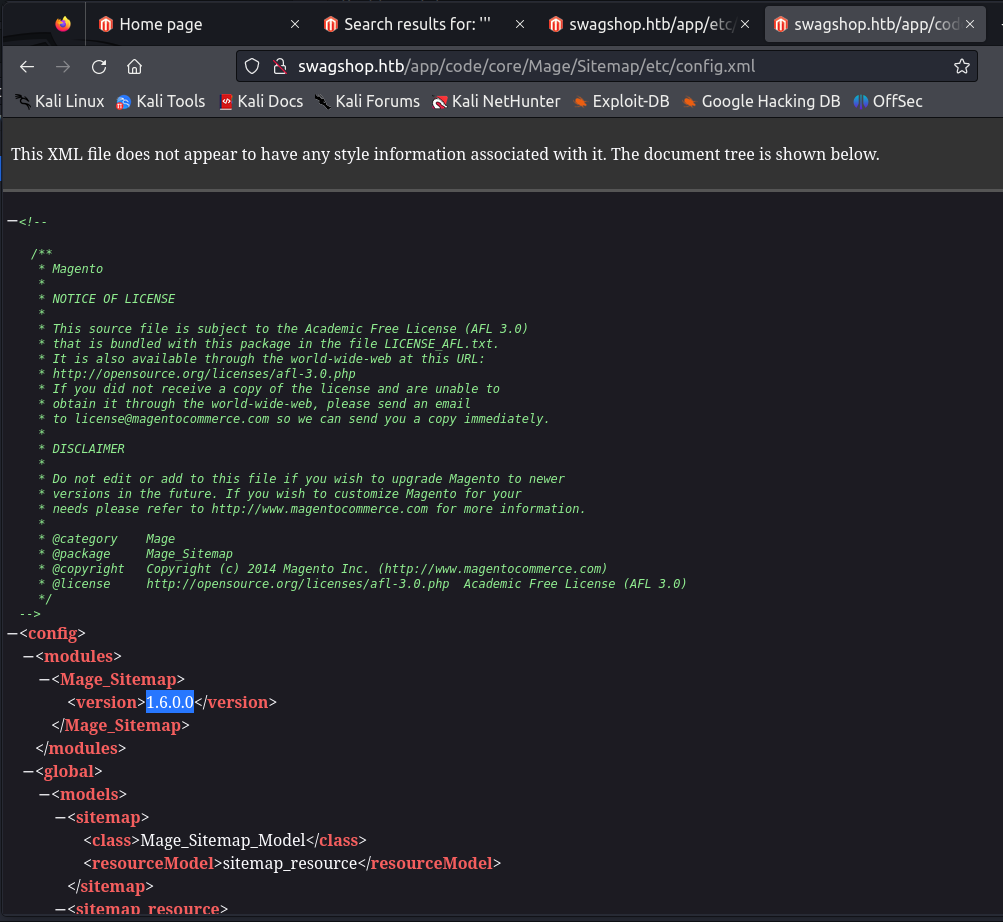 Home page
Search results for: '''
swagshop.htb/app/etc/
swagshop.htb/app/cod
swagshop.htb/app/code/core/Mage/Sitemap/etc/config.xml
Kali Linux Kali Tools Kali Docs Kali Forums Kali NetHunter Exploit-DB Google Hacking DB OffSec
This XML file does not appear to have any style information associated with it. The document tree is shown below.
—<!--
/**
* Magento
*
* NOTICE OF LICENSE
*
* This source file is subject to the Academic Free License (AFL 3.0)
* that is bundled with this package in the file LICENSE_AFL.txt.
* It is also available through the world-wide-web at this URL:
* http://opensource.org/licenses/afl-3.0.php
* If you did not receive a copy of the license and are unable to
* obtain it through the world-wide-web, please send an email
* to license@magentocommerce.com so we can send you a copy immediately.
*
* DISCLAIMER
*
* Do not edit or add to this file if you wish to upgrade Magento to newer
* versions in the future. If you wish to customize Magento for your
* needs please refer to http://www.magentocommerce.com for more information.
*
* @category    Mage
* @package     Mage_Sitemap
* @copyright   Copyright (c) 2014 Magento Inc. (http://www.magentocommerce.com)
* @license     http://opensource.org/licenses/afl-3.0.php  Academic Free License (AFL 3.0)
*/
-->
—<config>
—<modules>
—<Mage_Sitemap>
<version>1.6.0.0</version>
</Mage_Sitemap>
</modules>
—<global>
—<models>
—<sitemap>
<class>Mage_Sitemap_Model</class>
<resourceModel>sitemap_resource</resourceModel>
</sitemap>
—<sitemap_resource>